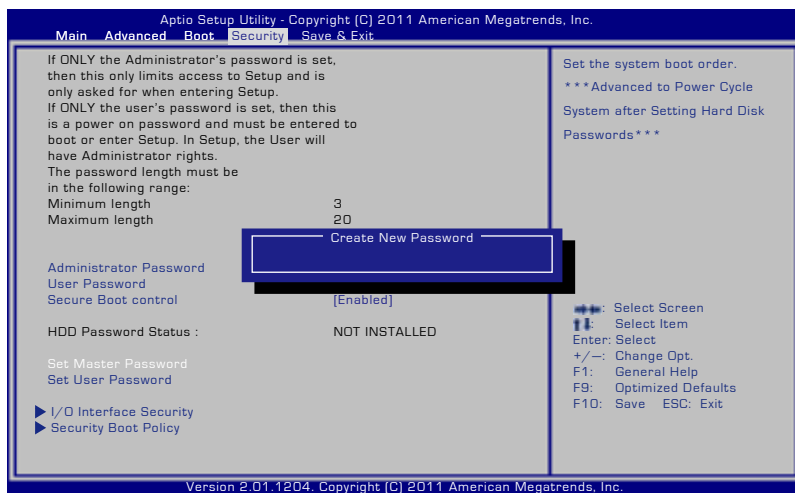 Aptio Setup Utility - Copyright (C) 2011 American Megatrends, Inc.
Main Advanced Boot Security Save & Exit
If ONLY the Administrator's password is set,
then this only limits access to Setup and is
only asked for when entering Setup.
If ONLY the user's password is set, then this
is a power on password and must be entered to
boot or enter Setup. In Setup, the User will
have Administrator rights.
The password length must be
in the following range:
Minimum length 3
Maximum length 20
Create New Password
Administrator Password
User Password
Secure Boot control [Enabled]
HDD Password Status : NOT INSTALLED
Set Master Password
Set User Password
I/O Interface Security
Security Boot Policy
Set the system boot order.
***Advanced to Power Cycle
System after Setting Hard Disk
Passwords***
: Select Screen
: Select Item
Enter: Select
+/—: Change Opt.
F1: General Help
F9: Optimized Defaults
F10: Save ESC: Exit
Version 2.01.1204. Copyright (C) 2011 American Megatrends, Inc.